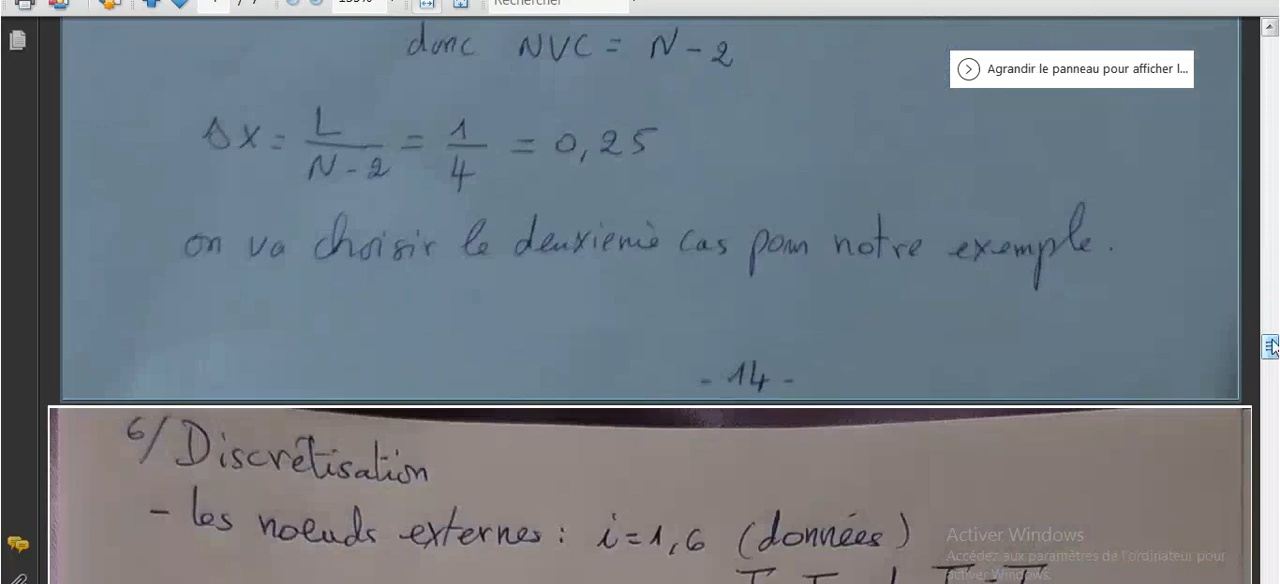 Rechercher
donc NVC = N - 2
Agrandir le panneau pour afficher l...
Δx = L / N - 2 = 1 / 4 = 0,25
on va choisir le deuxième cas pour notre exemple.
- 14 -
6/ Discrétisation
- les noeuds externes : i=1,6 (données)
Activer Windows
Accédez aux paramètres de l'ordinateur pour
activer Windows.